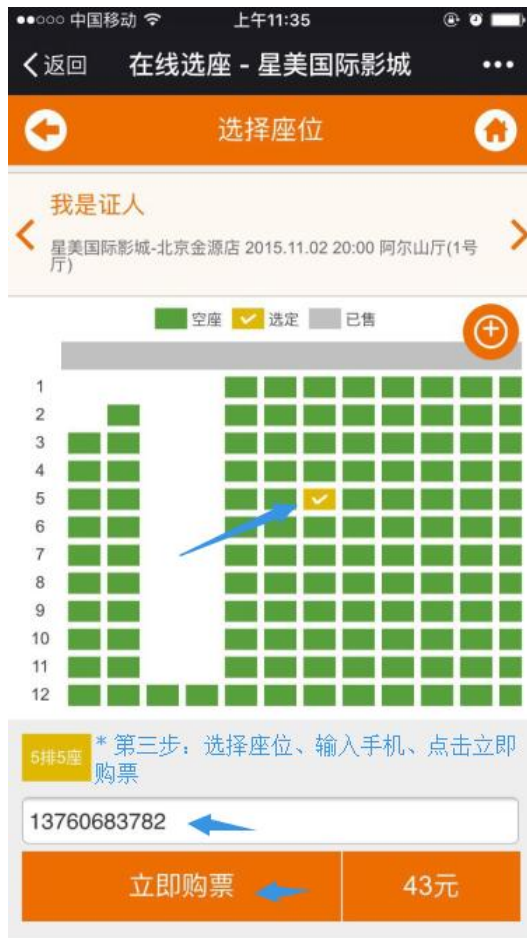 中国移动 上午11:35
返回 在线选座 - 星美国际影城
选择座位
我是证人
星美国际影城-北京金源店 2015.11.02 20:00 阿尔山厅(1号
厅)
空座 选定 已售
1
2
3
4
5
6
7
8
9
10
11
12
5排5座
* 第三步：选择座位、输入手机、点击立即
购票
13760683782
立即购票 43元